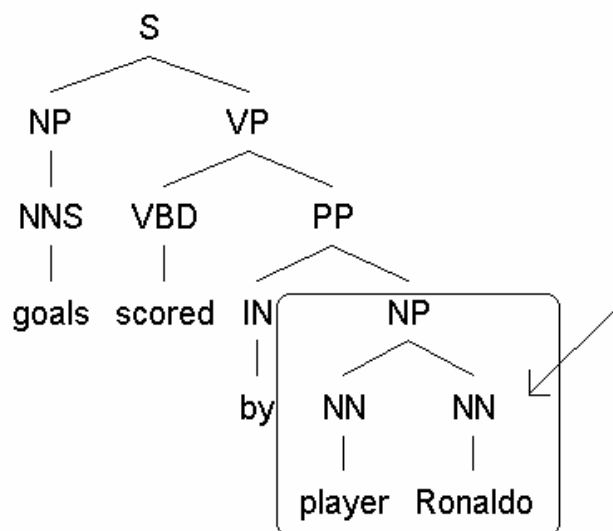 S
NP VP
NNS VBD PP
goals scored IN NP
by NN NN
player Ronaldo